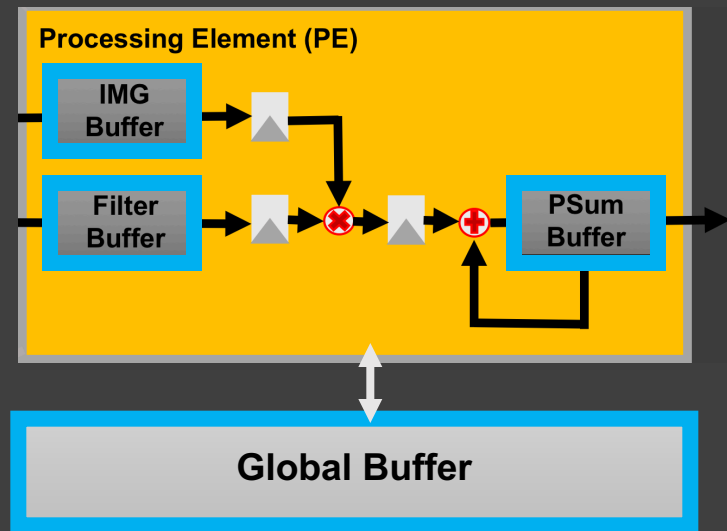 Processing Element (PE)
IMG
Buffer
Filter
Buffer
PSum
Buffer
Global Buffer